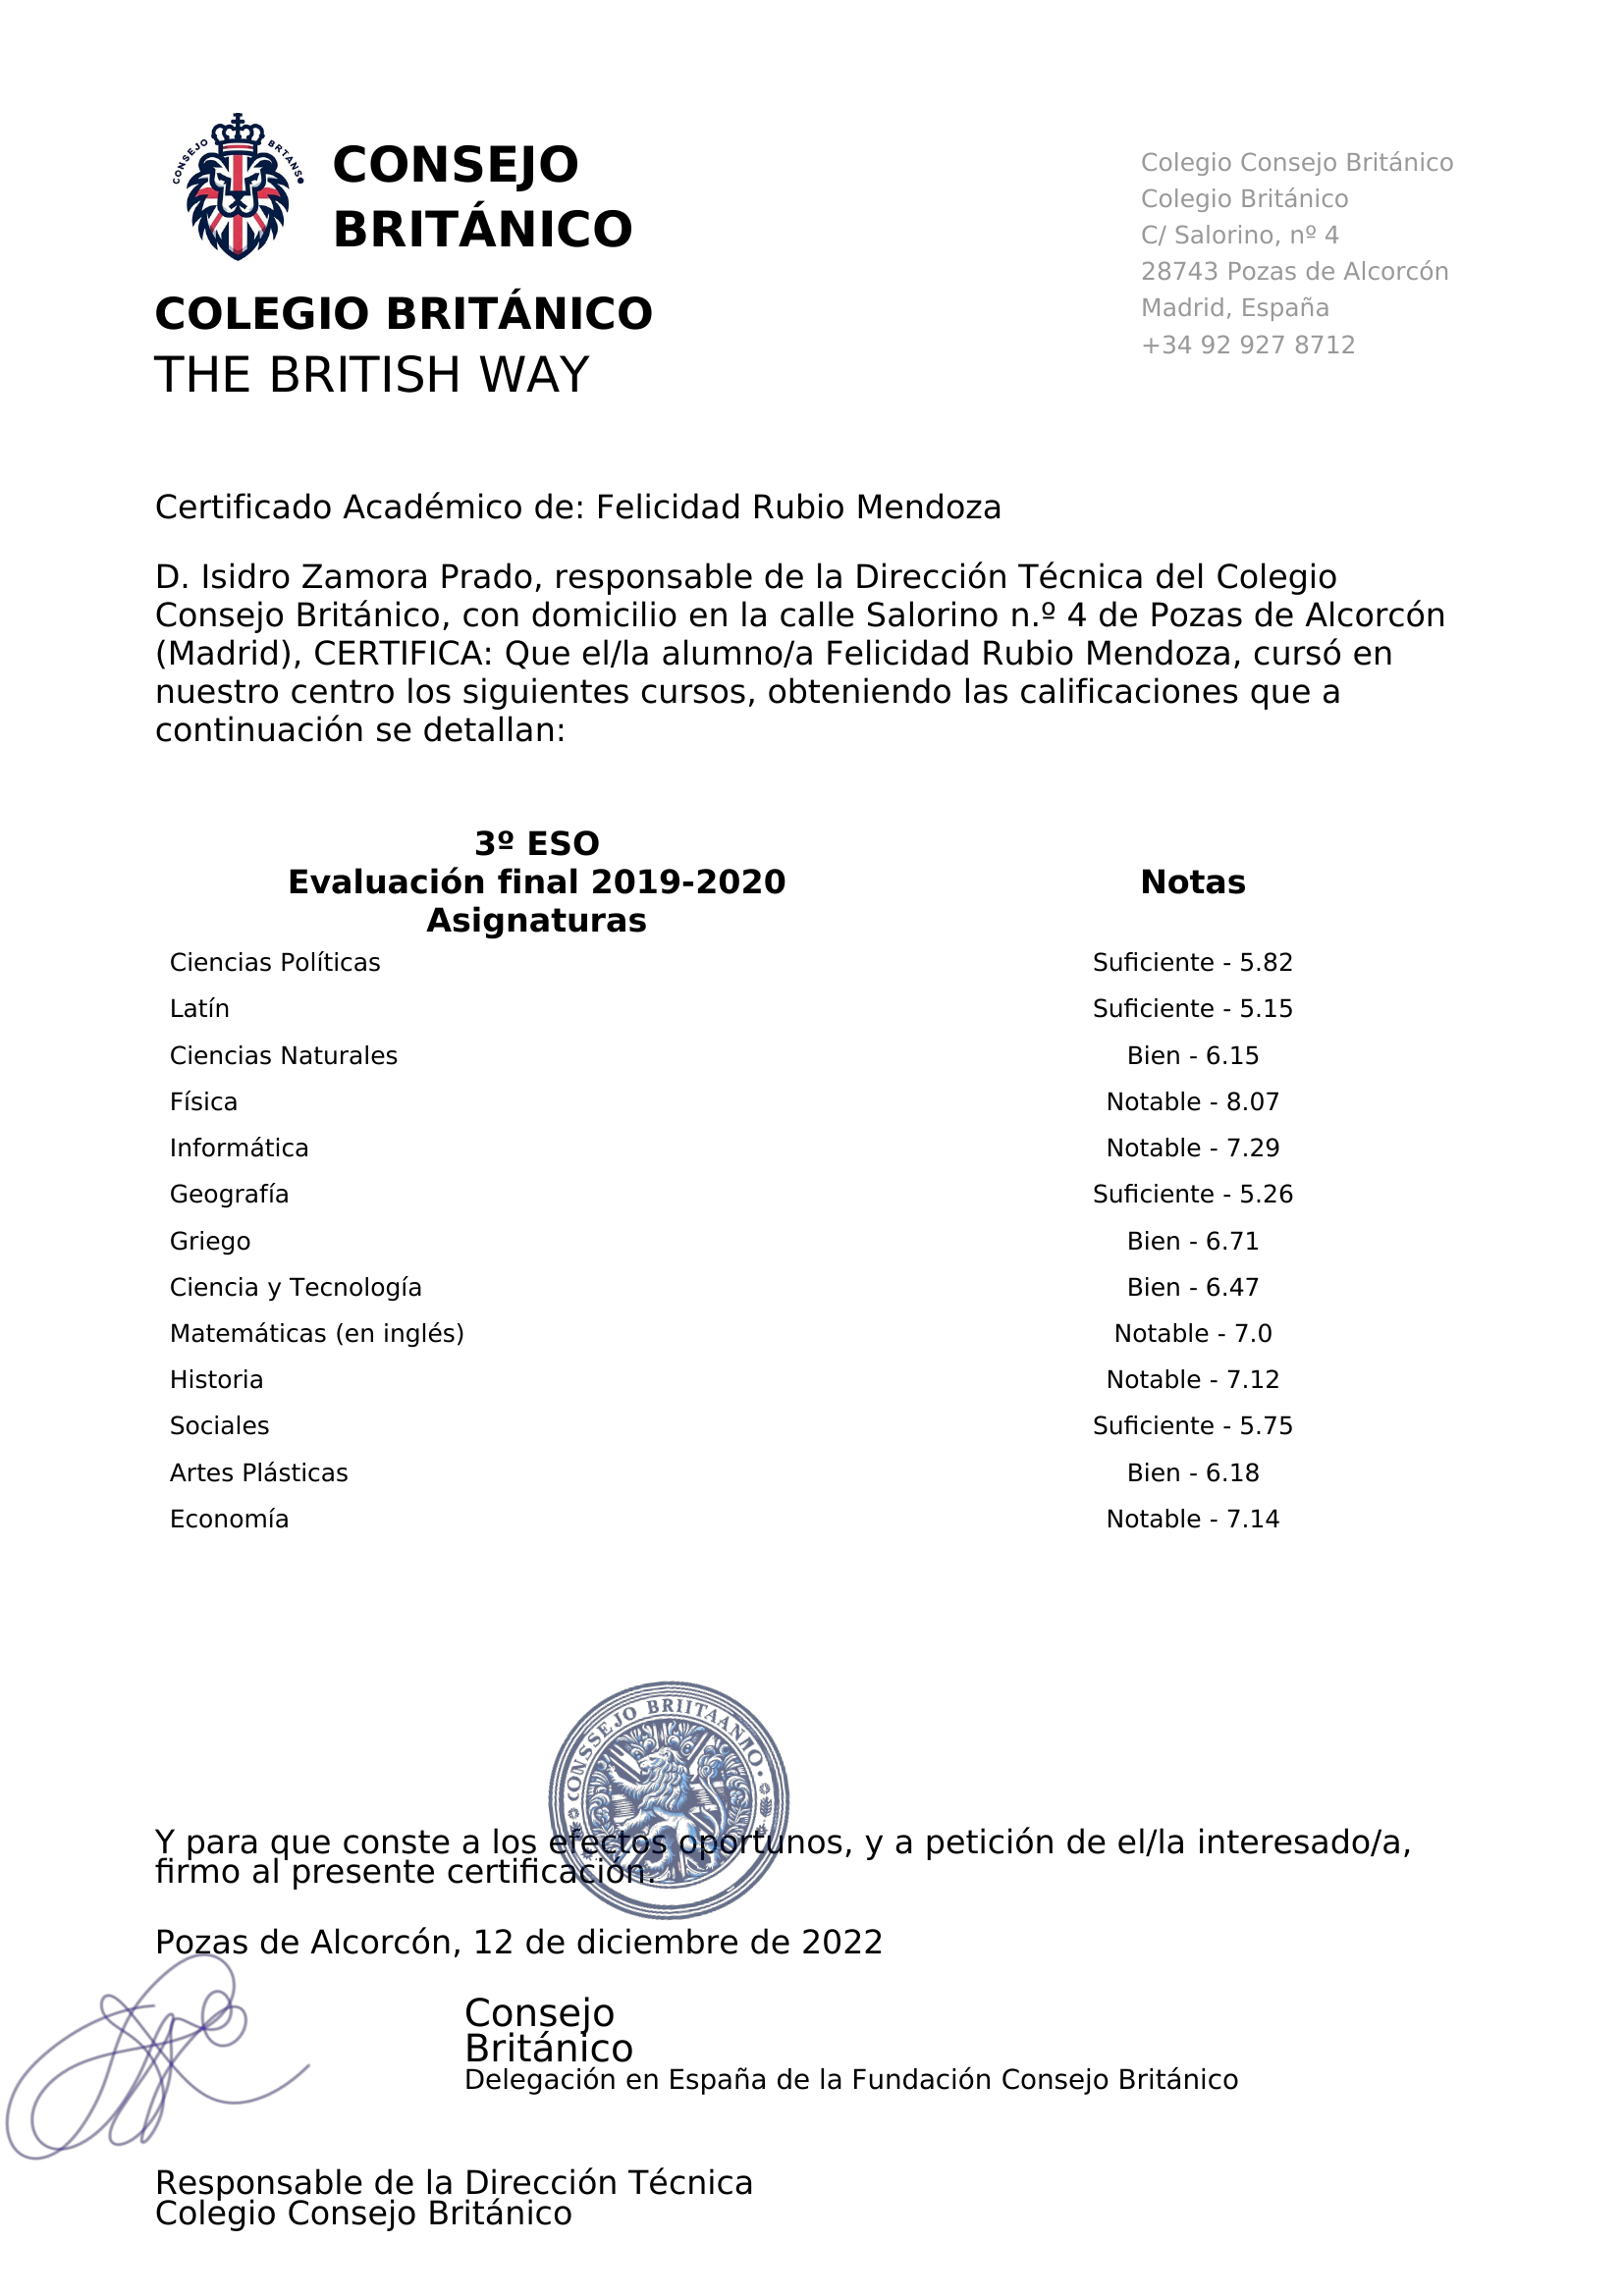 CONSEJO BRTANS
CONSEJO
BRITÁNICO
COLEGIO BRITÁNICO
THE BRITISH WAY
Colegio Consejo Británico
Colegio Británico
C/ Salorino, nº 4
28743 Pozas de Alcorcón
Madrid, España
+34 92 927 8712
Certificado Académico de: Felicidad Rubio Mendoza
D. Isidro Zamora Prado, responsable de la Dirección Técnica del Colegio
Consejo Británico, con domicilio en la calle Salorino n.º 4 de Pozas de Alcorcón
(Madrid), CERTIFICA: Que el/la alumno/a Felicidad Rubio Mendoza, cursó en
nuestro centro los siguientes cursos, obteniendo las calificaciones que a
continuación se detallan:
3º ESO
Evaluación final 2019-2020 Notas
Asignaturas
Ciencias Políticas Suficiente - 5.82
Latín Suficiente - 5.15
Ciencias Naturales Bien - 6.15
Física Notable - 8.07
Informática Notable - 7.29
Geografía Suficiente - 5.26
Griego Bien - 6.71
Ciencia y Tecnología Bien - 6.47
Matemáticas (en inglés) Notable - 7.0
Historia Notable - 7.12
Sociales Suficiente - 5.75
Artes Plásticas Bien - 6.18
Economía Notable - 7.14
CONSSEJO BRIITAANIO
Y para que conste a los efectos oportunos, y a petición de el/la interesado/a,
firmo al presente certificación.
Pozas de Alcorcón, 12 de diciembre de 2022
Consejo
Británico
Delegación en España de la Fundación Consejo Británico
Responsable de la Dirección Técnica
Colegio Consejo Británico